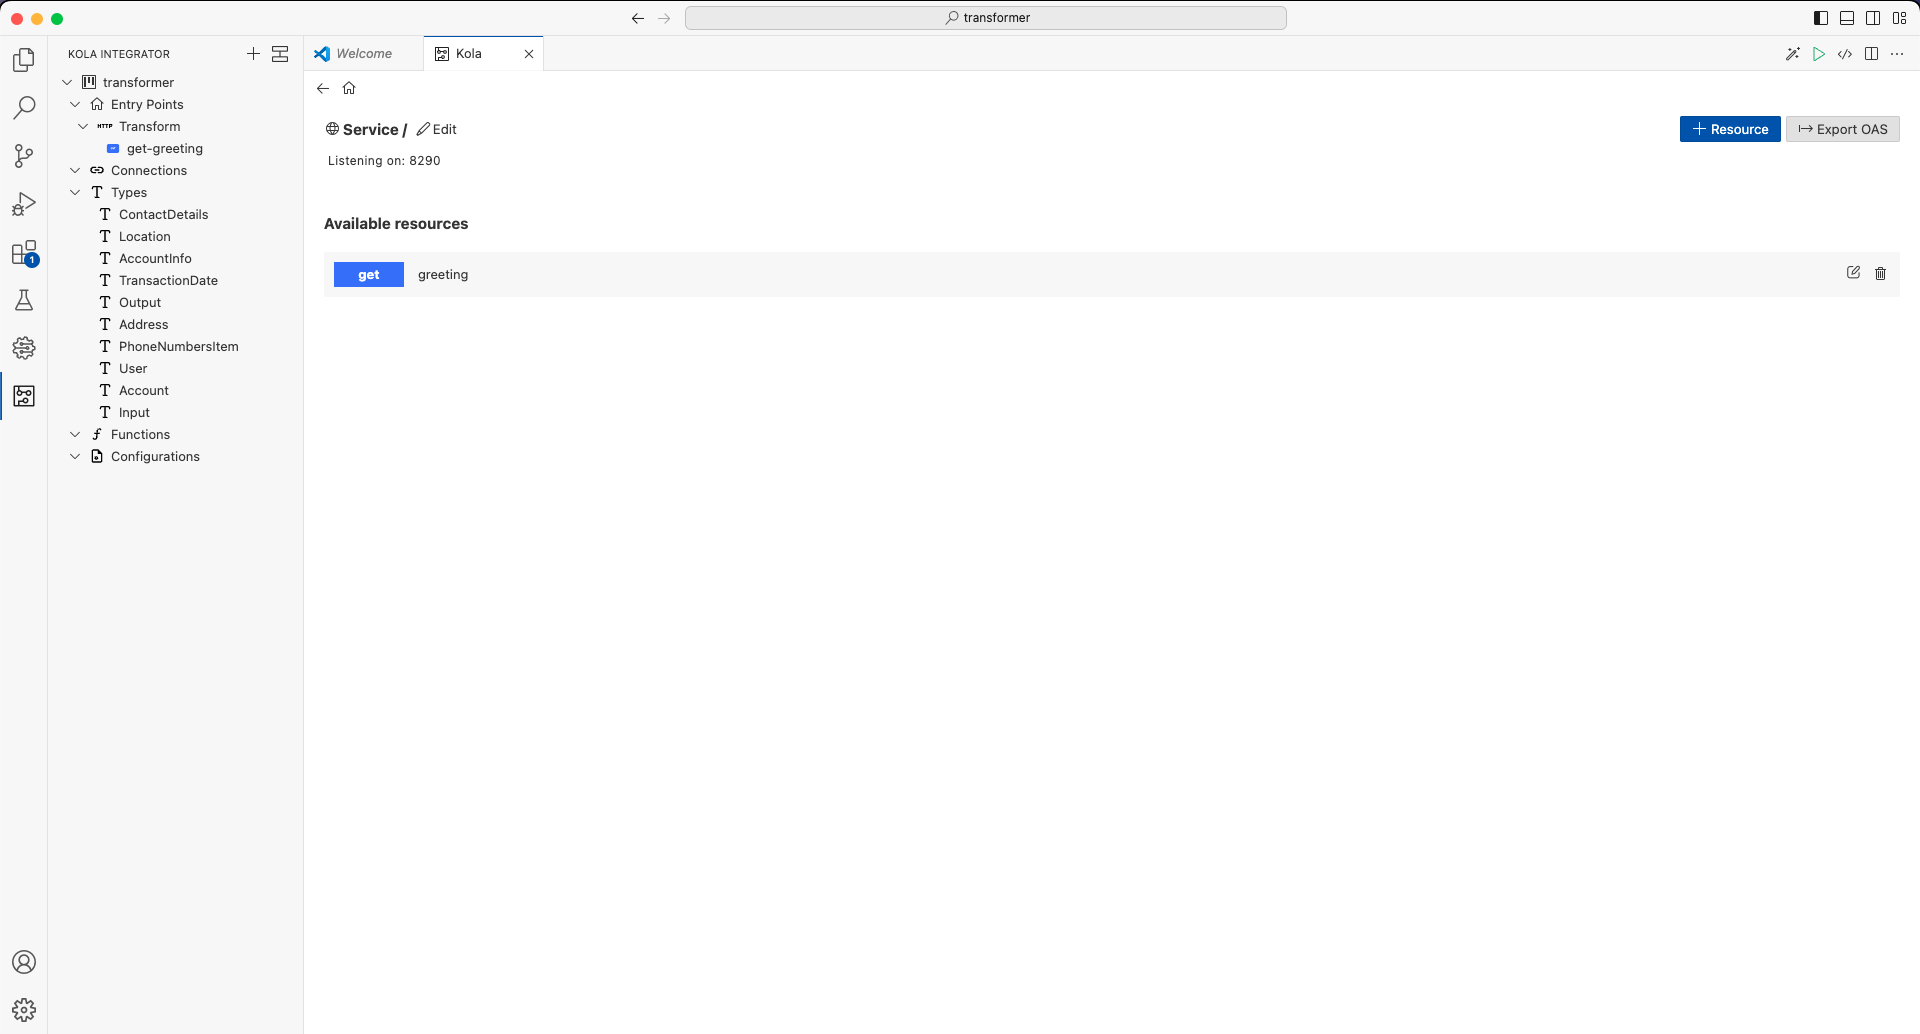 transformer
KOLA INTEGRATOR
Welcome
Kola
transformer
Entry Points
HTTP Transform
get-greeting
Connections
Types
ContactDetails
Location
AccountInfo
TransactionDate
Output
Address
PhoneNumbersItem
User
Account
Input
Functions
Configurations
1
Service / Edit
Resource
Export OAS
Listening on: 8290
Available resources
get greeting